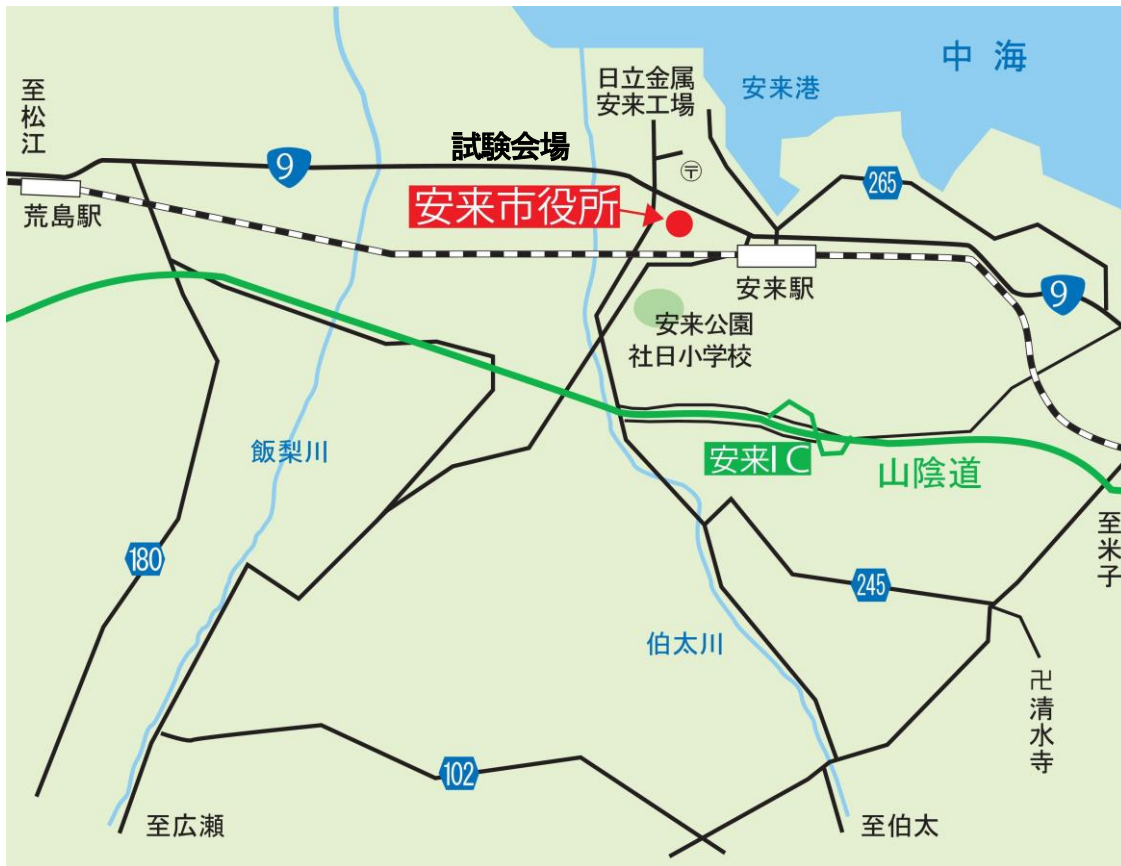 中海
安来港
日立金属
安来工場
至松江
試験会場
9
〒
265
安来市役所
荒島駅
安来駅
9
安来公園
社日小学校
飯梨川
安来IC
山陰道
至米子
180
245
伯太川
卍清水寺
102
至広瀬
至伯太